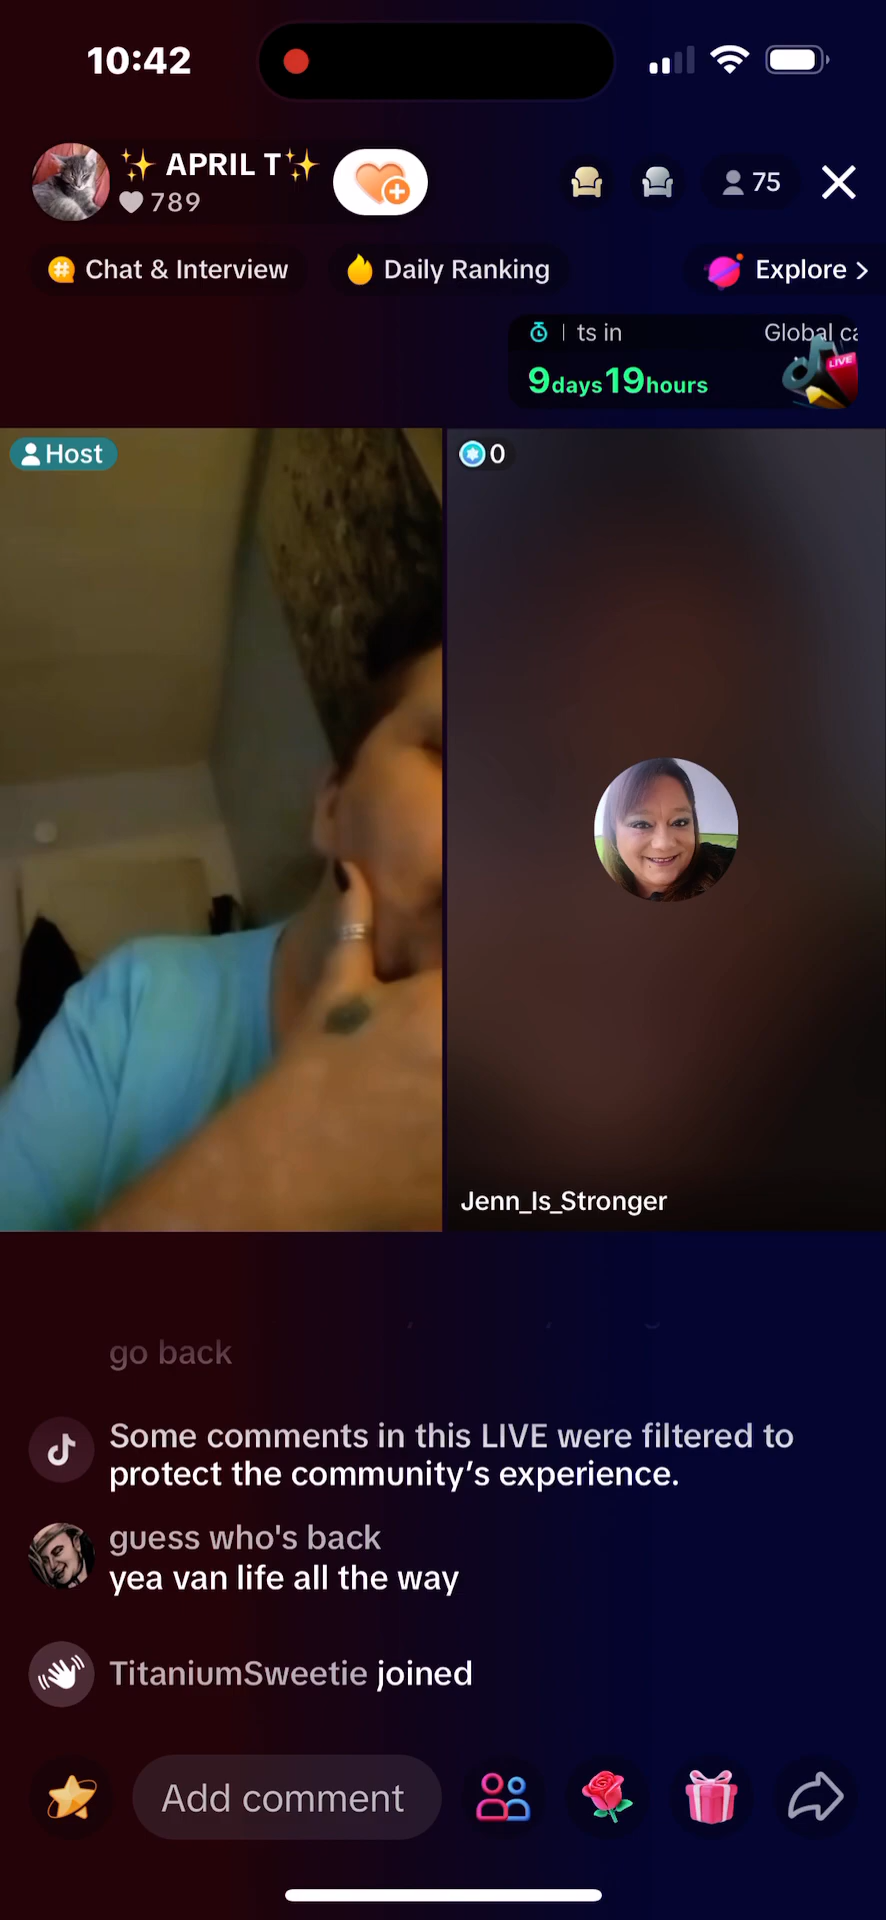 10:42
✨ APRIL T✨
789
75
Chat & Interview
Daily Ranking
Explore >
ts in
Global ca
9days 19hours
LIVE
Host
0
Jenn_Is_Stronger
go back
Some comments in this LIVE were filtered to
protect the community's experience.
guess who's back
yea van life all the way
TitaniumSweetie joined
Add comment